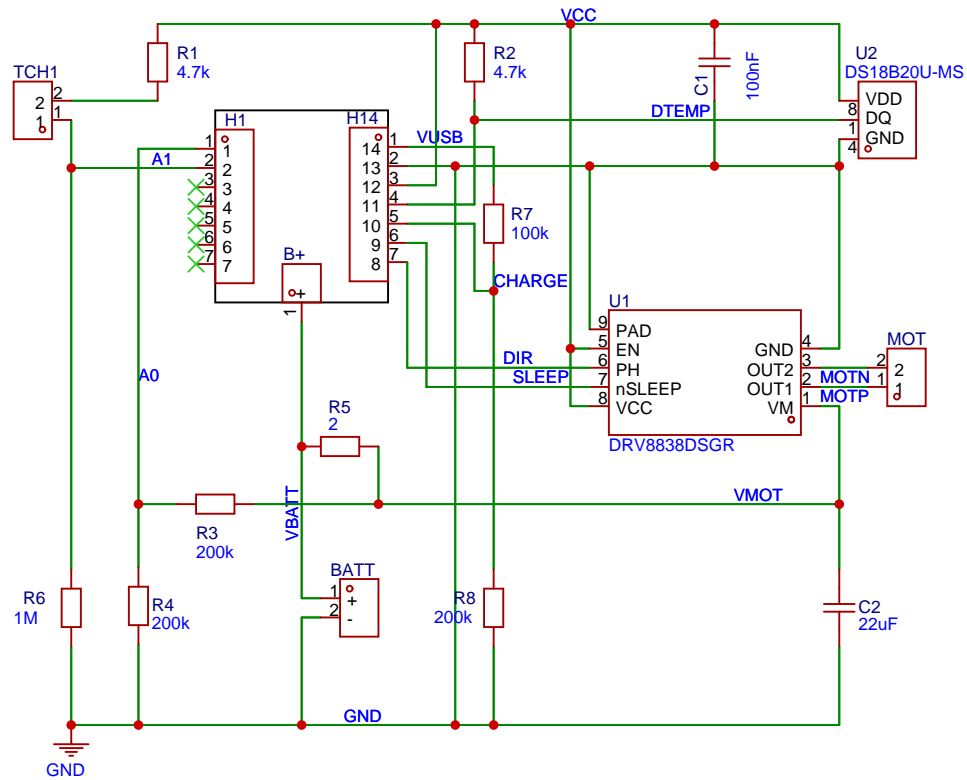 VCC
R1
4.7k
R2
4.7k
C1
100nF
U2
DS18B20U-MS
TCH1
2
1
2
1
VDD
DQ
GND
8
1
4
DTEMP
H1
H14
VUSB
A1
1
2
3
4
5
6
7
1
2
3
4
5
6
7
14
13
12
11
10
9
8
1
2
3
4
5
6
7
B+
+
1
R7
100k
CHARGE
U1
9
5
6
7
8
PAD
EN
PH
nSLEEP
VCC
GND
OUT2
OUT1
VM
4
3
2
1
DRV8838DSGR
MOT
2
1
2
1
MOTN
MOTP
DIR
SLEEP
A0
R5
2
VBATT
VMOT
R3
200k
BATT
1
2
+
-
R6
1M
R4
200k
R8
200k
C2
22uF
GND
GND